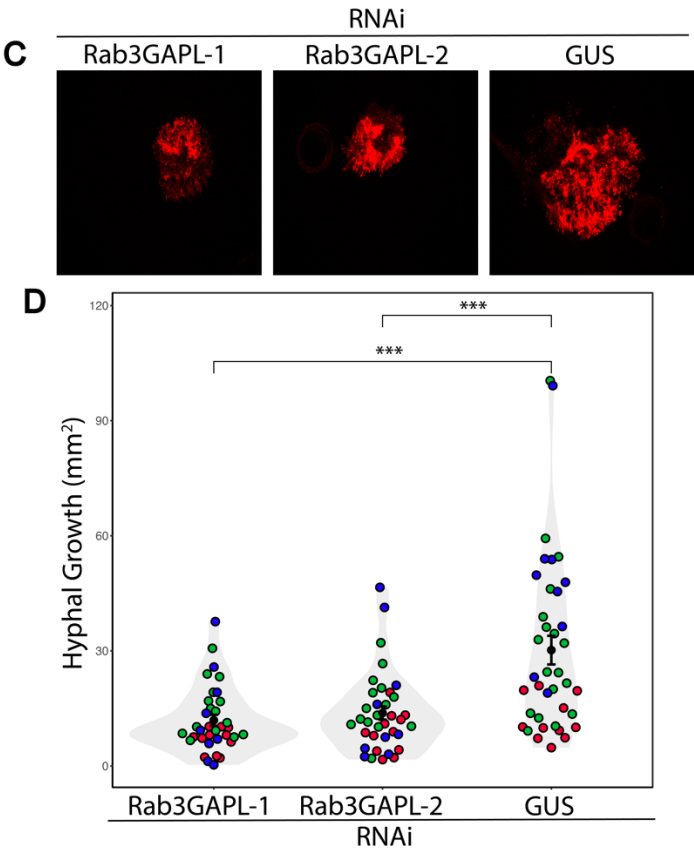 RNAi
C
Rab3GAPL-1 Rab3GAPL-2 GUS
D
Hyphal Growth (mm²)
120
90
60
30
0
***
***
Rab3GAPL-1 Rab3GAPL-2 GUS
RNAi